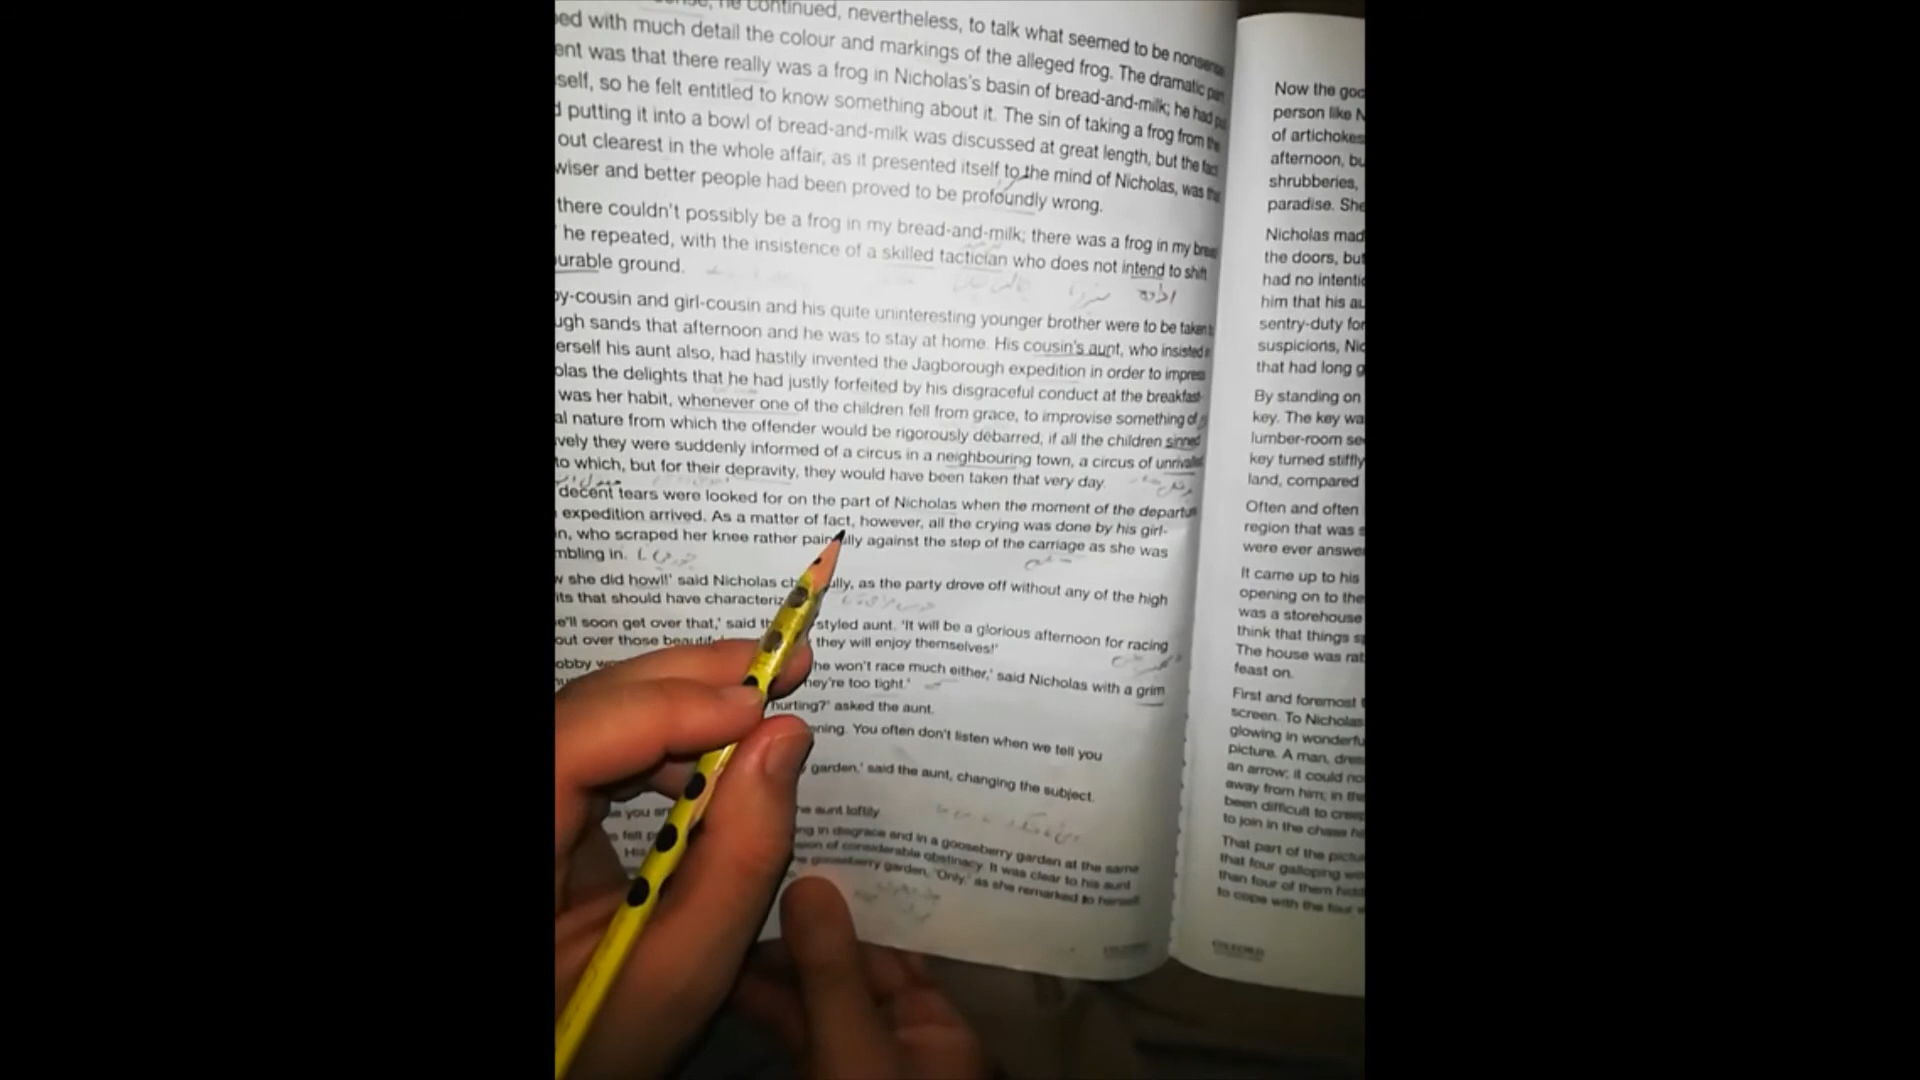 he continued, nevertheless, to talk what seemed to be nonsense
ed with much detail the colour and markings of the alleged frog. The dramatic part
ent was that there really was a frog in Nicholas's basin of bread-and-milk; he had put
self, so he felt entitled to know something about it. The sin of taking a frog from the
d putting it into a bowl of bread-and-milk was discussed at great length, but the fact
out clearest in the whole affair, as it presented itself to the mind of Nicholas, was that
wiser and better people had been proved to be profoundly wrong.
there couldn't possibly be a frog in my bread-and-milk; there was a frog in my bread
he repeated, with the insistence of a skilled tactician who does not intend to shift
urable ground.
ارادہ
y-cousin and girl-cousin and his quite uninteresting younger brother were to be taken t
ugh sands that afternoon and he was to stay at home. His cousin's aunt, who insisted
erself his aunt also, had hastily invented the Jagborough expedition in order to impress
olas the delights that he had justly forfeited by his disgraceful conduct at the breakfast-
was her habit, whenever one of the children fell from grace, to improvise something of
al nature from which the offender would be rigorously debarred, if all the children sinned
vely they were suddenly informed of a circus in a neighbouring town, a circus of unrivalled
to which, but for their depravity, they would have been taken that very day.
decent tears were looked for on the part of Nicholas when the moment of the departu
expedition arrived. As a matter of fact, however, all the crying was done by his girl-
n, who scraped her knee rather painfully against the step of the carriage as she was
mbling in.
w she did howl!' said Nicholas ch ully, as the party drove off without any of the high
its that should have characteriz
e'll soon get over that,' said th -styled aunt. 'It will be a glorious afternoon for racing
out over those beautif they will enjoy themselves!'
obby w he won't race much either,' said Nicholas with a grim
hey're too tight.'
hurting?' asked the aunt.
ening. You often don't listen when we tell you
garden,' said the aunt, changing the subject.
he aunt loftily
ng in disgrace and in a gooseberry garden at the same
sion of considerable obstinacy. It was clear to his aunt
e gooseberry garden, 'Only,' as she remarked to herself,
OXFORD
Now the god
person like N
of artichokes
afternoon, bu
shrubberies,
paradise. She
Nicholas mad
the doors, but
had no intentio
him that his au
sentry-duty for
suspicions, Nic
that had long g
By standing on
key. The key wa
lumber-room se
key turned stiffly
land, compared
Often and often
region that was s
were ever answe
It came up to his
opening on to the
was a storehouse
think that things sp
The house was rat
feast on.
First and foremost t
screen. To Nicholas
glowing in wonderfu
picture. A man, dres
an arrow; it could no
away from him; in the
been difficult to creep
to join in the chase h
That part of the pictu
that four galloping wo
than four of them hidd
to cope with the four w
OXFORD